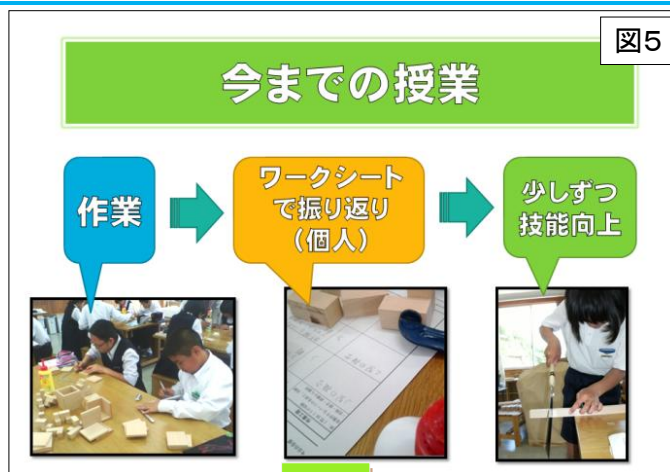 図5
今までの授業
作業
ワークシート
で振り返り
(個人)
少しずつ
技能向上